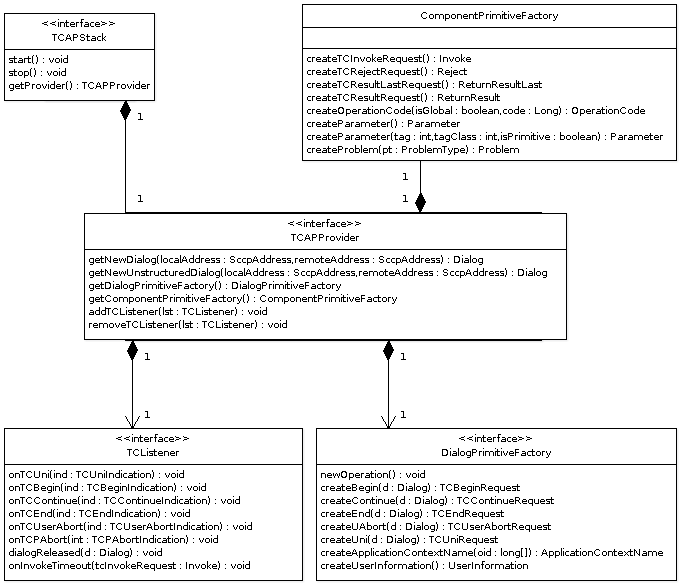 <<interface>>
TCAPStack
start() : void
stop() : void
getProvider() : TCAPProvider
ComponentPrimitiveFactory
createTCInvokeRequest() : Invoke
createTCRejectRequest() : Reject
createTCResultLastRequest() : ReturnResultLast
createTCResultRequest() : ReturnResult
createOperationCode(isGlobal : boolean,code : Long) : OperationCode
createParameter() : Parameter
createParameter(tag : int,tagClass : int,isPrimitive : boolean) : Parameter
createProblem(pt : ProblemType) : Problem
1
1
1
1
<<interface>>
TCAPProvider
getNewDialog(localAddress : SccpAddress,remoteAddress : SccpAddress) : Dialog
getNewUnstructuredDialog(localAddress : SccpAddress,remoteAddress : SccpAddress) : Dialog
getDialogPrimitiveFactory() : DialogPrimitiveFactory
getComponentPrimitiveFactory() : ComponentPrimitiveFactory
addTCListener(lst : TCListener) : void
removeTCListener(lst : TCListener) : void
1
1
1
1
<<interface>>
TCListener
onTCUni(ind : TCUniIndication) : void
onTCBegin(ind : TCBeginIndication) : void
onTCContinue(ind : TCContinueIndication) : void
onTCEnd(ind : TCEndIndication) : void
onTCUserAbort(ind : TCUserAbortIndication) : void
onTCPAbort(int : TCPAbortIndication) : void
dialogReleased(d : Dialog) : void
onInvokeTimeout(tcInvokeRequest : Invoke) : void
<<interface>>
DialogPrimitiveFactory
newOperation() : void
createBegin(d : Dialog) : TCBeginRequest
createContinue(d : Dialog) : TCContinueRequest
createEnd(d : Dialog) : TCEndRequest
createUAbort(d : Dialog) : TCUserAbortRequest
createUni(d : Dialog) : TCUniRequest
createApplicationContextName(oid : long[]) : ApplicationContextName
createUserInformation() : UserInformation